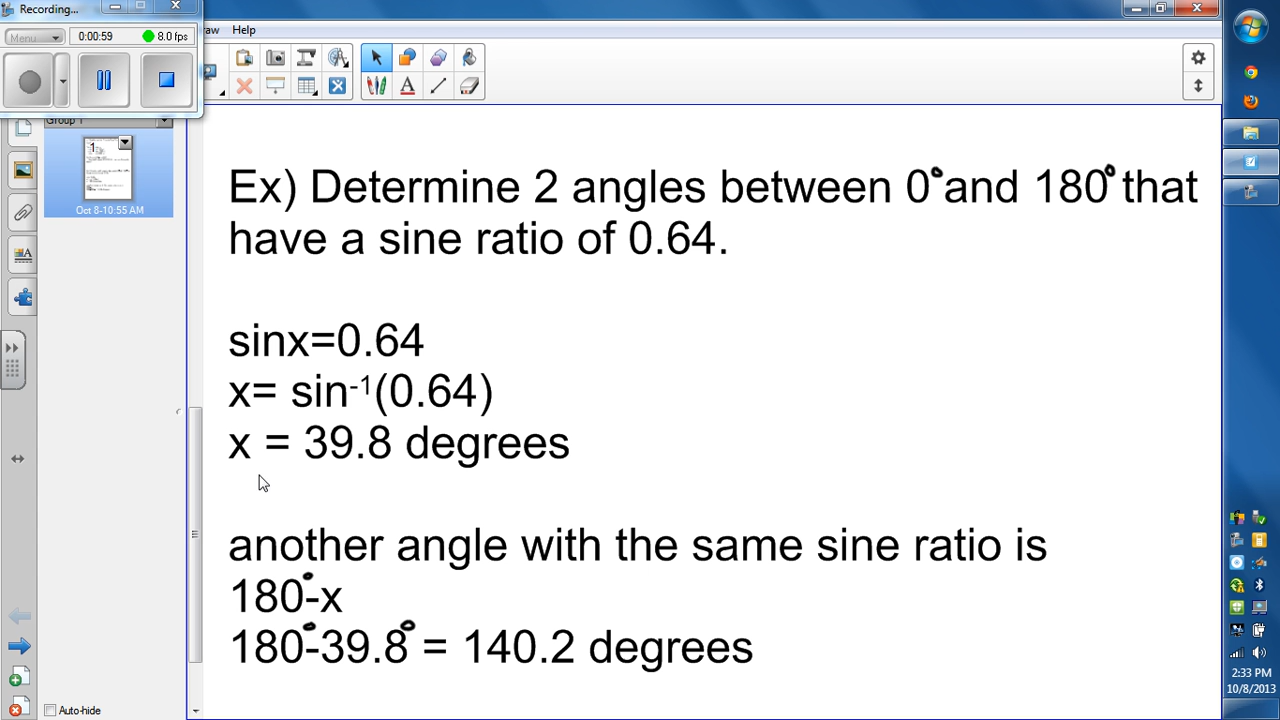 Recording...
Menu
0:00:59
8.0 fps
Help
Group 1
1
Oct 8-10:55 AM
Ex) Determine 2 angles between 0° and 180° that
have a sine ratio of 0.64.
sinx=0.64
x= sin⁻¹(0.64)
x = 39.8 degrees
another angle with the same sine ratio is
180°-x
180°-39.8° = 140.2 degrees
Auto-hide
2:33 PM
10/8/2013